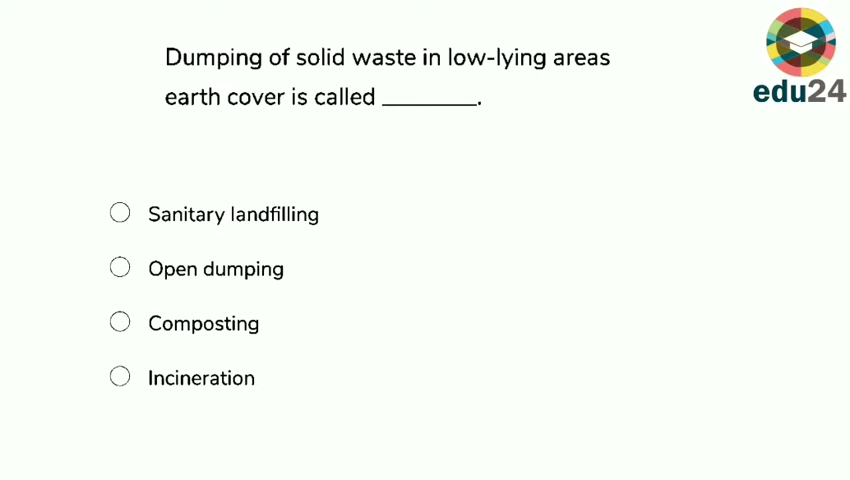 Dumping of solid waste in low-lying areas
earth cover is called ________.
edu24
Sanitary landfilling
Open dumping
Composting
Incineration